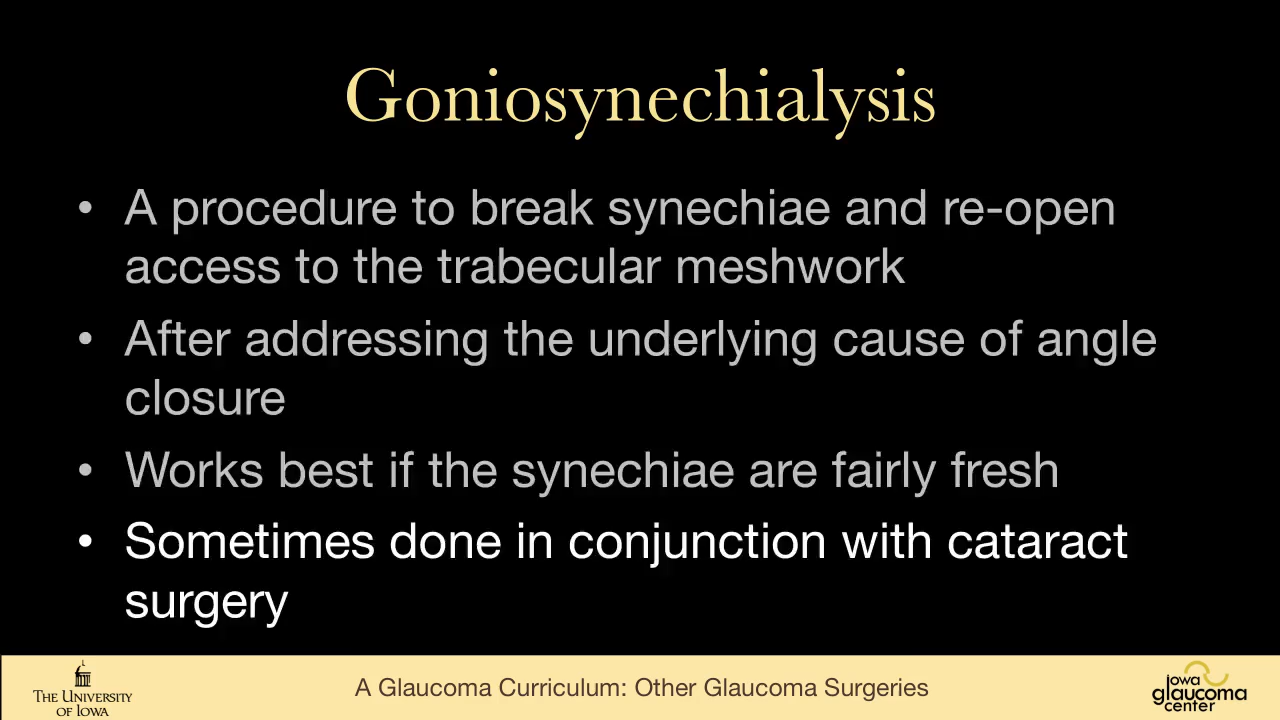 Goniosynechialysis
• A procedure to break synechiae and re-open
access to the trabecular meshwork
• After addressing the underlying cause of angle
closure
• Works best if the synechiae are fairly fresh
• Sometimes done in conjunction with cataract
surgery
THE UNIVERSITY
OF IOWA
A Glaucoma Curriculum: Other Glaucoma Surgeries
iowa
glaucoma
center